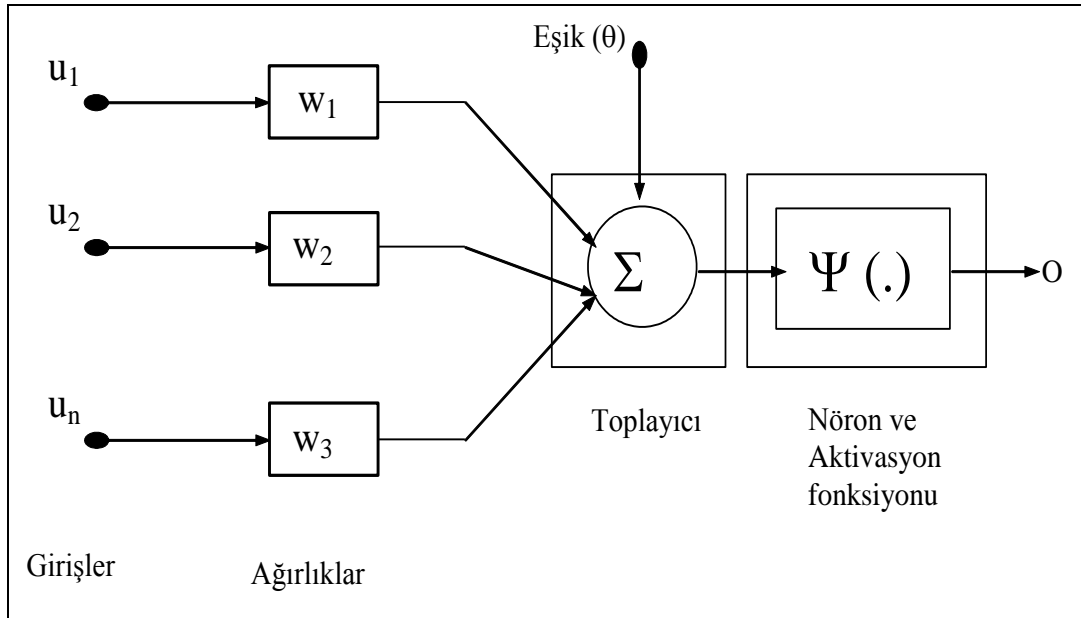 Eşik (θ)
u₁
w₁
u₂
w₂
Σ
Ψ (.)
o
uₙ
w₃
Toplayıcı
Nöron ve
Aktivasyon
fonksiyonu
Girişler
Ağırlıklar